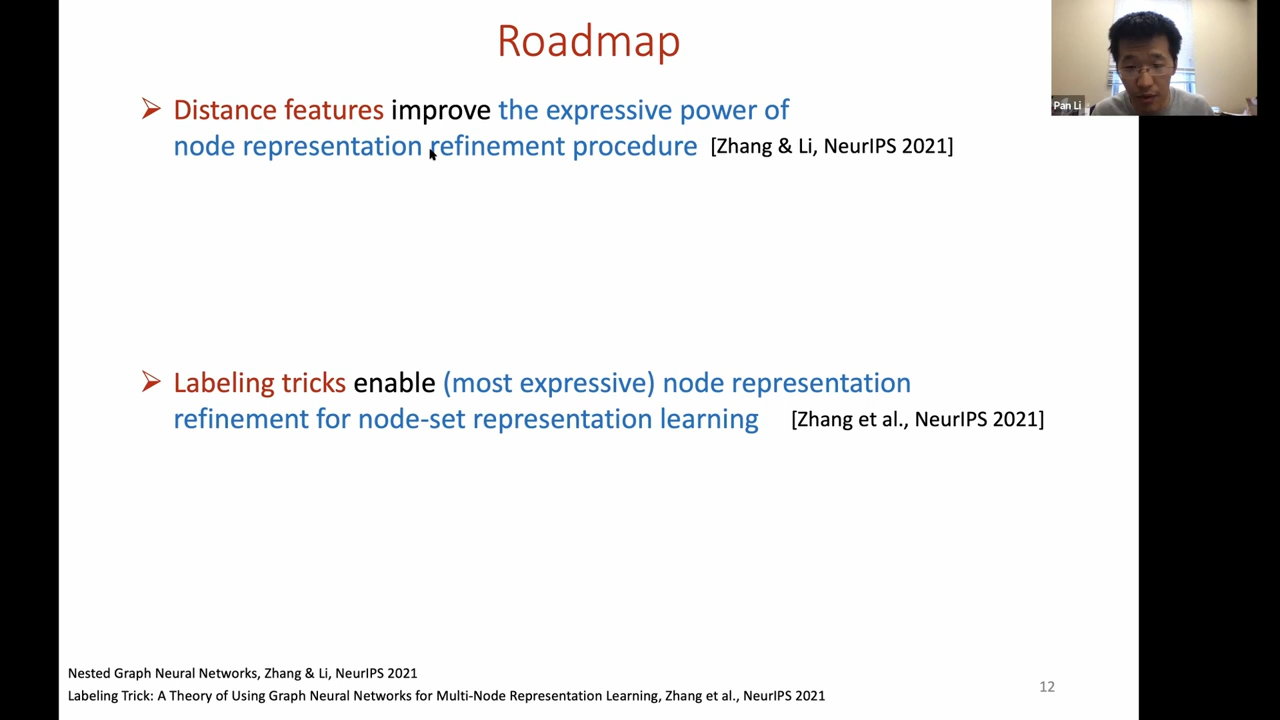 Roadmap
Pan Li
➢ Distance features improve the expressive power of
node representation refinement procedure [Zhang & Li, NeurIPS 2021]
➢ Labeling tricks enable (most expressive) node representation
refinement for node-set representation learning [Zhang et al., NeurIPS 2021]
Nested Graph Neural Networks, Zhang & Li, NeurIPS 2021
Labeling Trick: A Theory of Using Graph Neural Networks for Multi-Node Representation Learning, Zhang et al., NeurIPS 2021
12